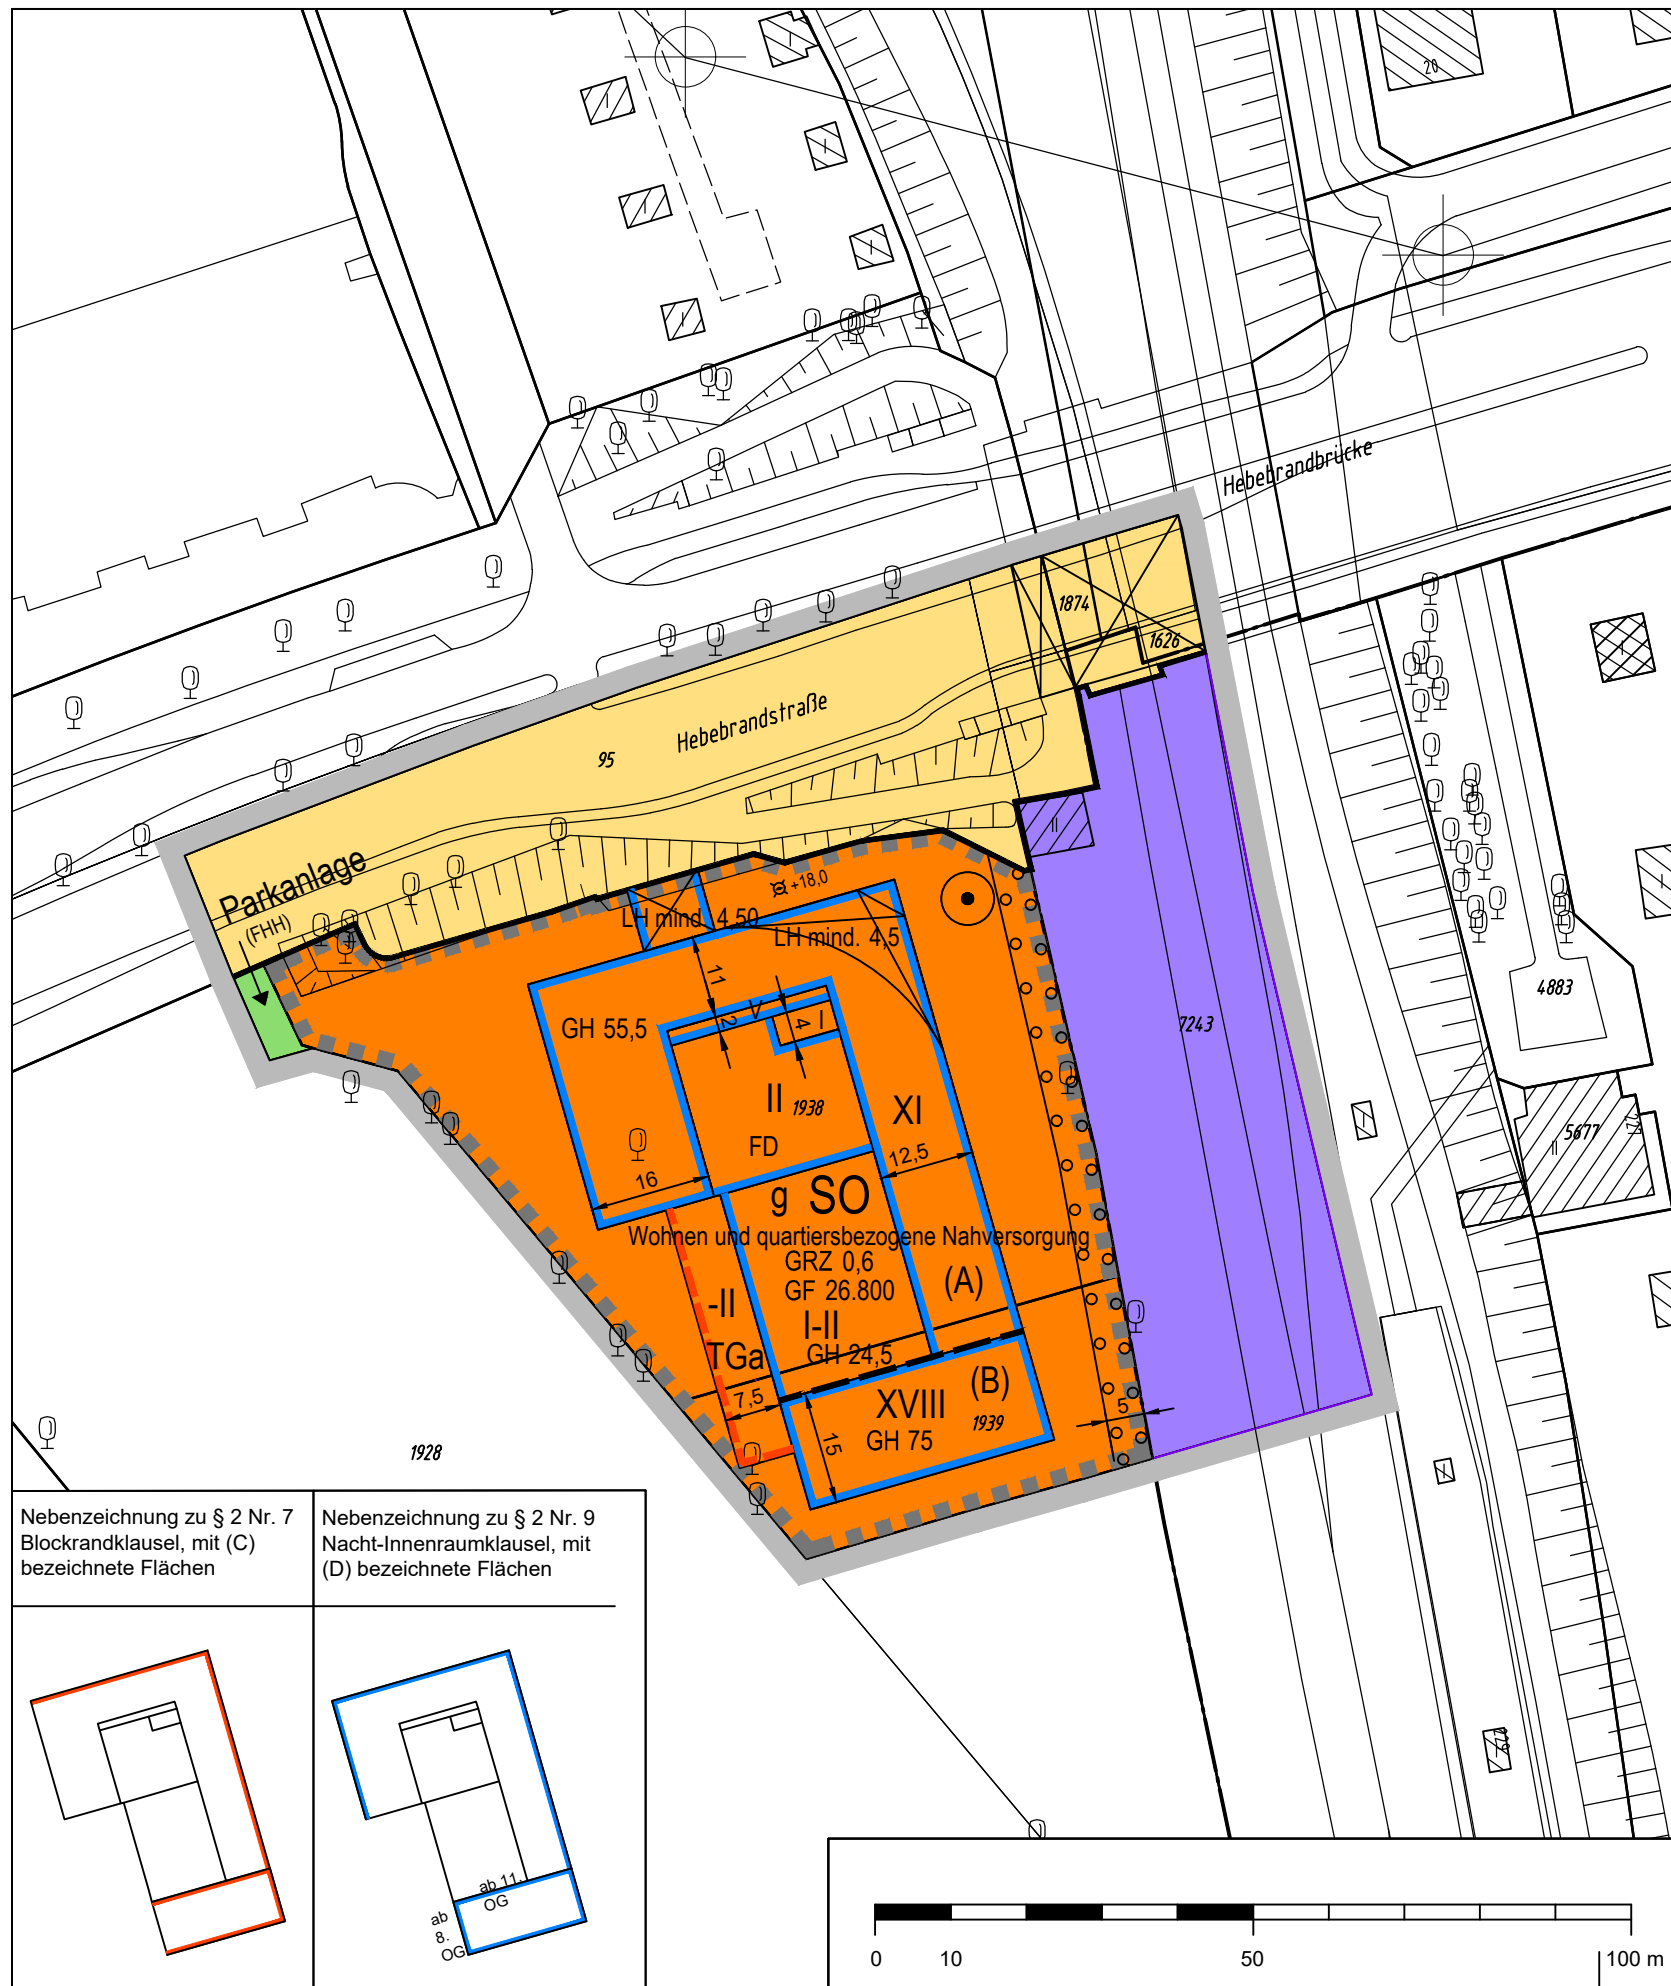 20
Hebebrandbrücke
1874
1626
Hebebrandstraße
95
II
Parkanlage
(FHH)
+18,0
LH mind. 4,50
LH mind. 4,5
11
GH 55,5
V
2
4
I
II
1938
FD
XI
7243
4883
5677
II
227
16
12,5
g SO
Wohnen und quartiersbezogene Nahversorgung
GRZ 0,6
GF 26.800
(A)
-II
I-II
TGa
GH 24,5
7,5
XVIII
(B)
1939
GH 75
15
5
1928
229
Nebenzeichnung zu § 2 Nr. 7
Blockrandklausel, mit (C)
bezeichnete Flächen
Nebenzeichnung zu § 2 Nr. 9
Nacht-Innenraumklausel, mit
(D) bezeichnete Flächen
ab 11.
OG
ab
8.
OG
0 10 50 100 m